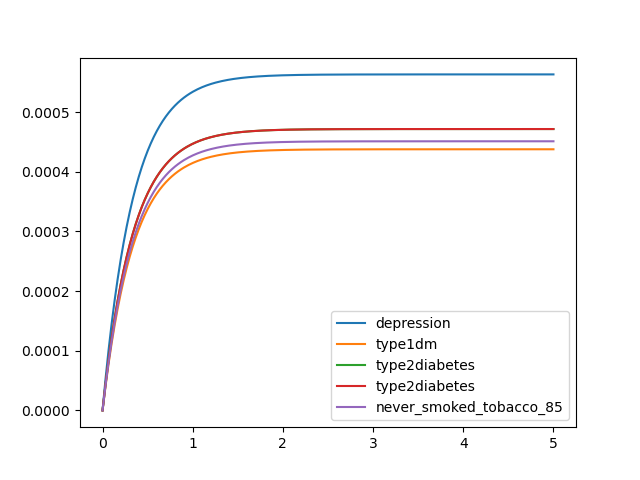 0.0005
0.0004
0.0003
0.0002
0.0001
0.0000
depression
type1dm
type2diabetes
type2diabetes
never_smoked_tobacco_85
0 1 2 3 4 5